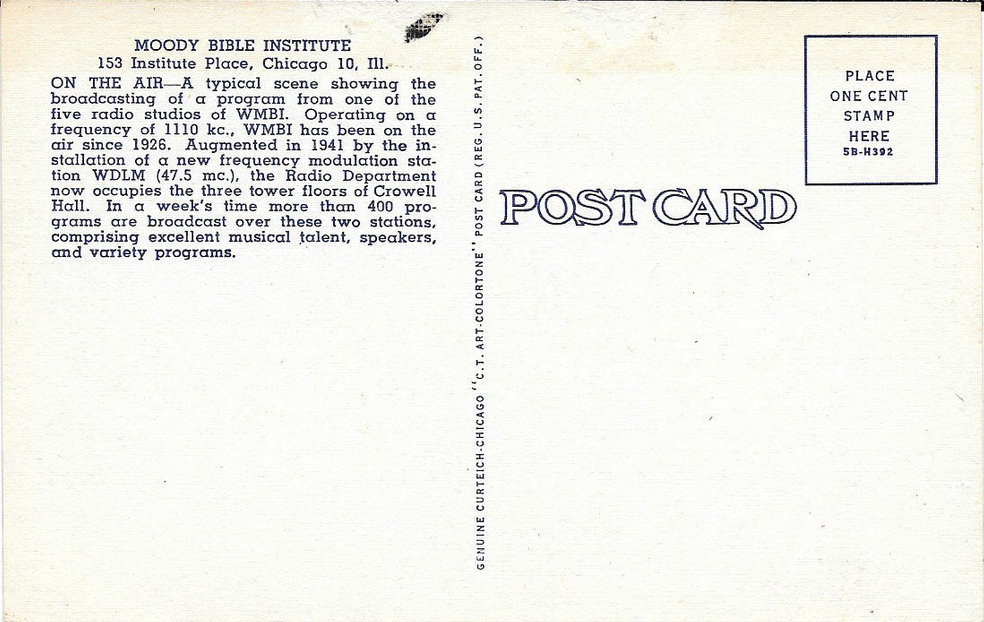 MOODY BIBLE INSTITUTE
153 Institute Place, Chicago 10, Ill.
ON THE AIR—A typical scene showing the
broadcasting of a program from one of the
five radio studios of WMBI. Operating on a
frequency of 1110 kc., WMBI has been on the
air since 1926. Augmented in 1941 by the in-
stallation of a new frequency modulation sta-
tion WDLM (47.5 mc.), the Radio Department
now occupies the three tower floors of Crowell
Hall. In a week's time more than 400 pro-
grams are broadcast over these two stations,
comprising excellent musical talent, speakers,
and variety programs.
GENUINE CURTEICH-CHICAGO "C.T. ART-COLORTONE" POST CARD (REG. U.S. PAT. OFF.)
POST CARD
PLACE
ONE CENT
STAMP
HERE
5B-H392